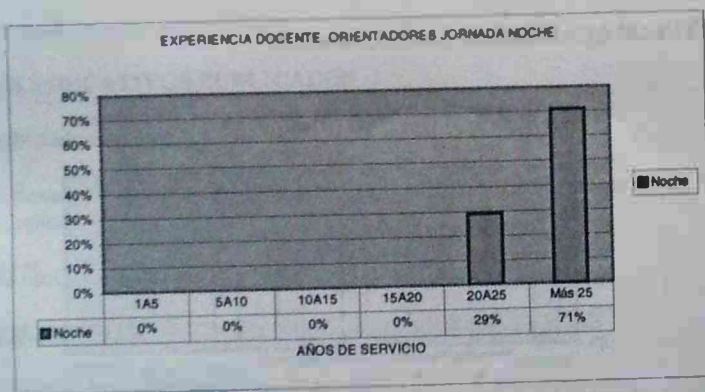 EXPERIENCIA DOCENTE ORIENTADORES JORNADA NOCHE
80%
70%
60%
50%
40%
30%
20%
10%
0%
1A5 5A10 10A15 15A20 20A25 Más 25
Noche 0% 0% 0% 0% 29% 71%
AÑOS DE SERVICIO
Noche